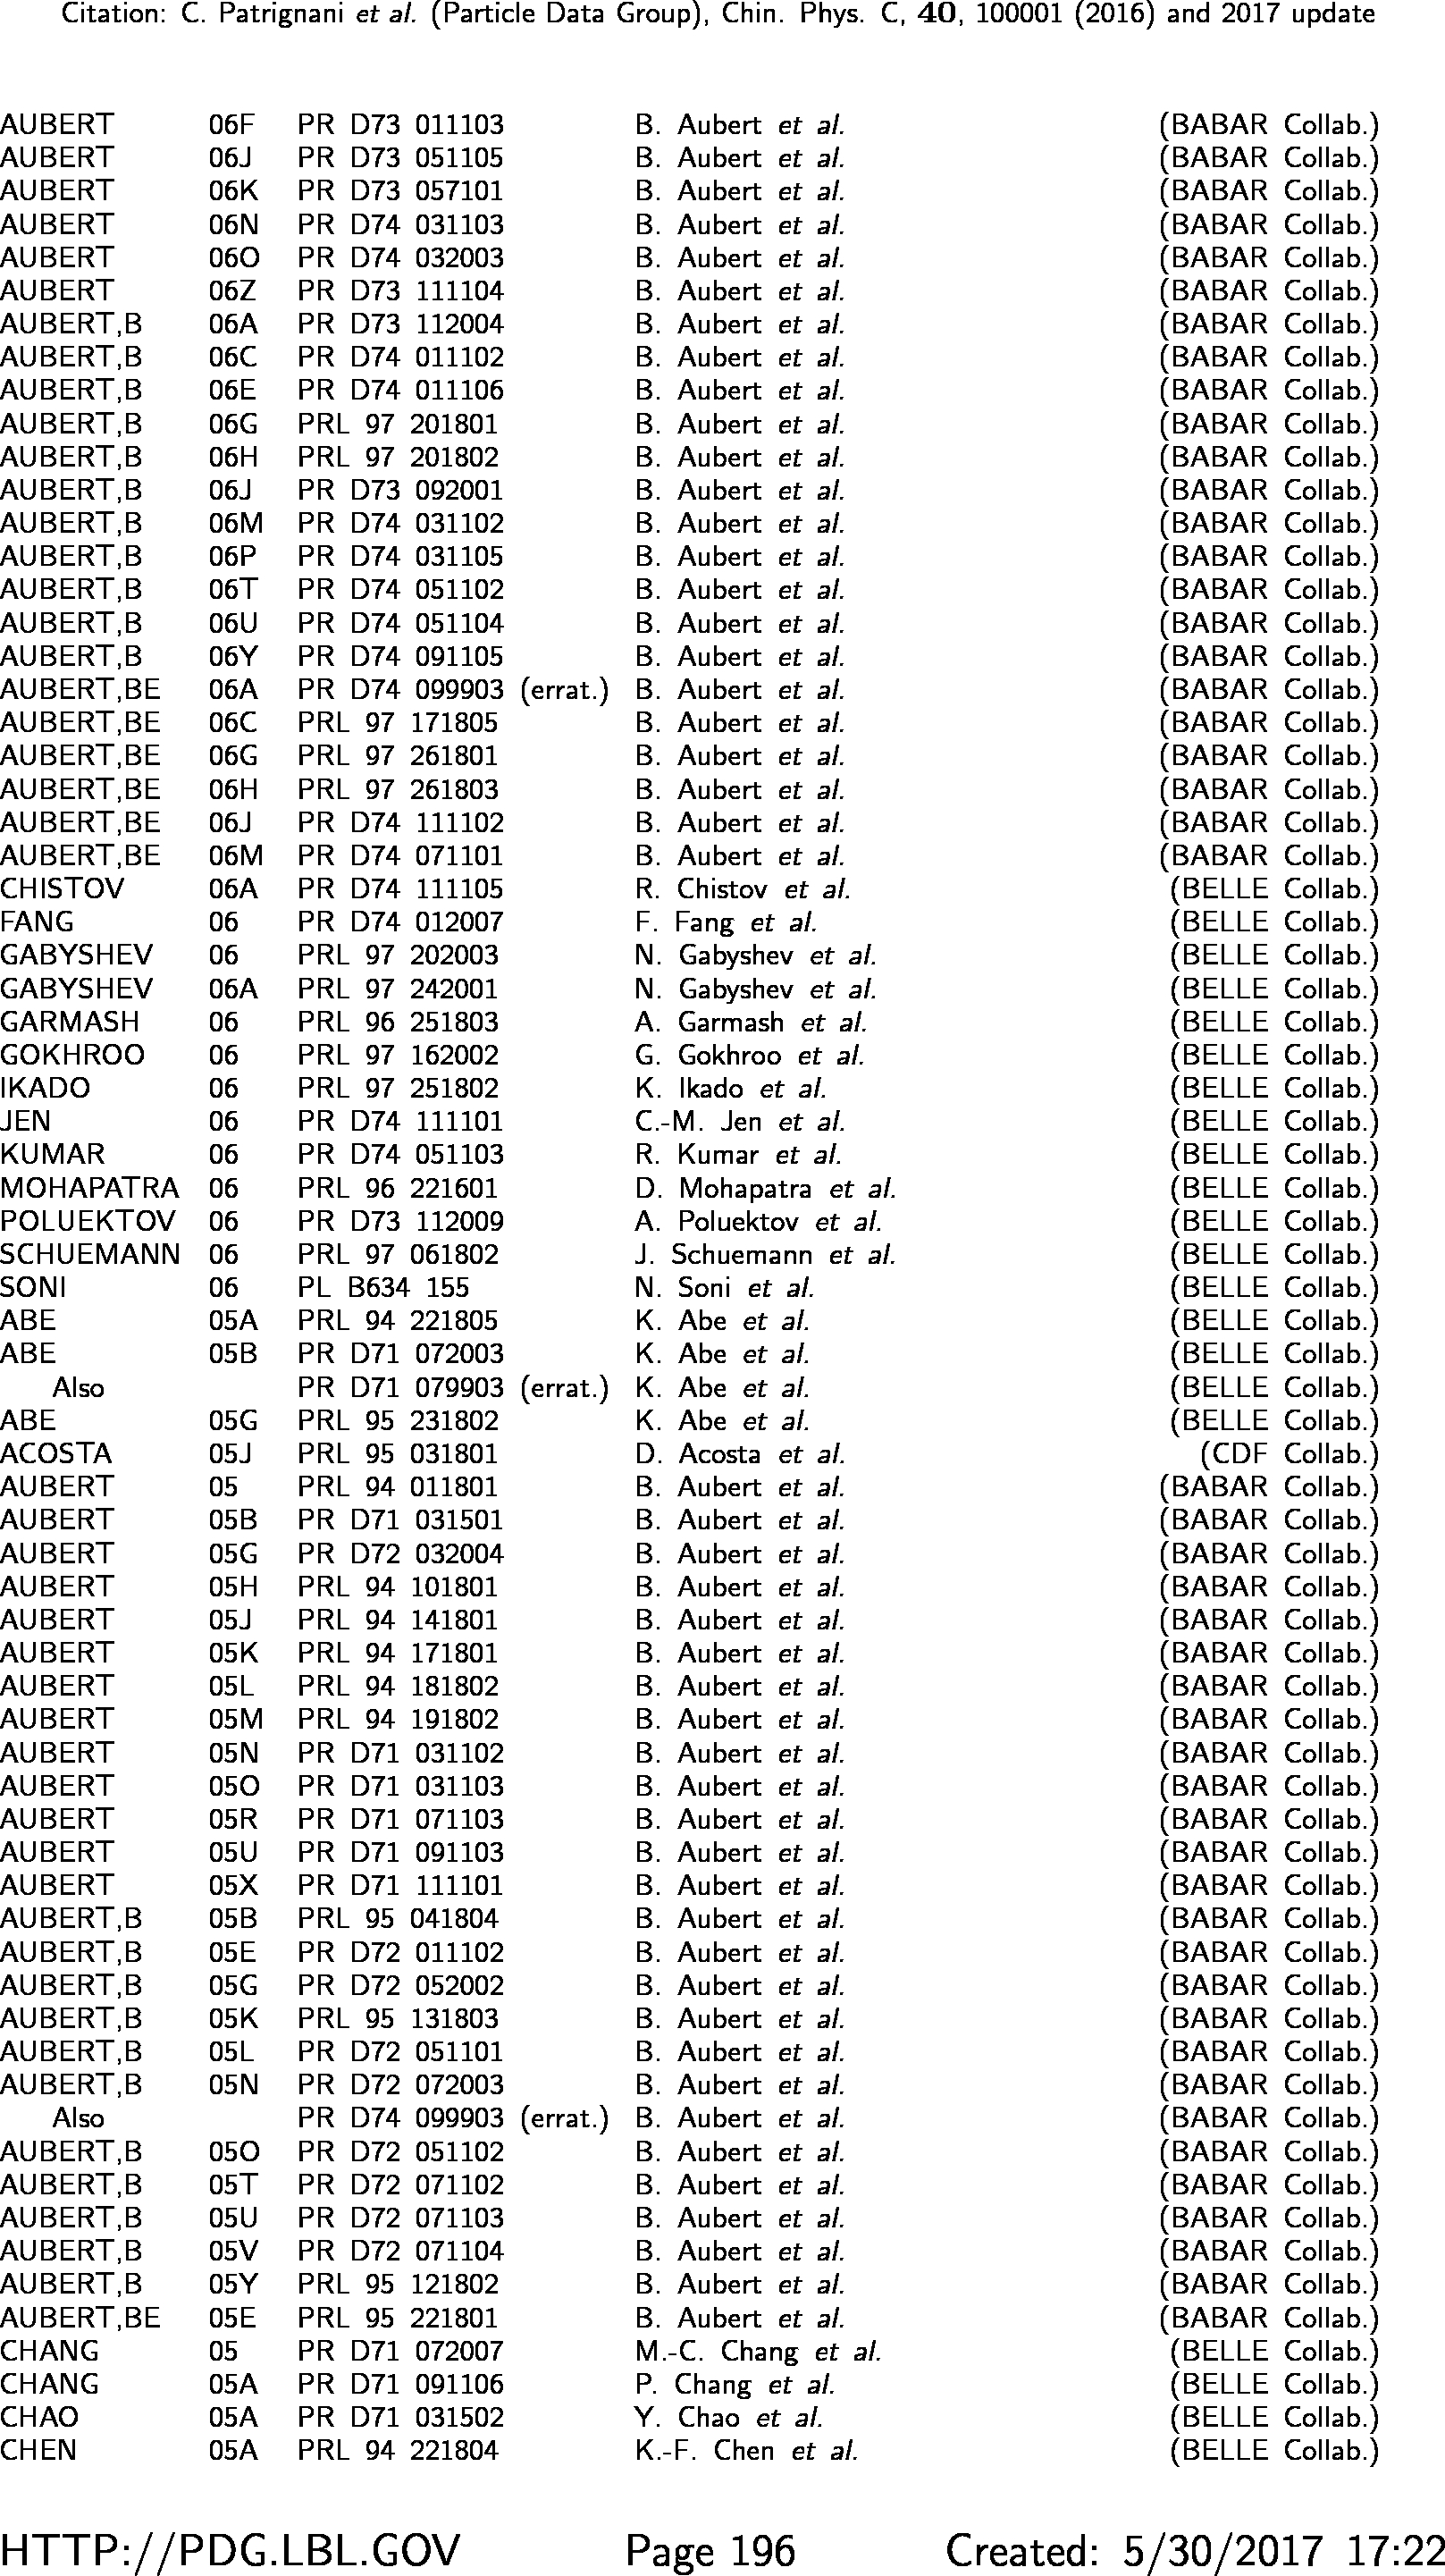 Citation: C. Patrignani et al. (Particle Data Group), Chin. Phys. C, 40, 100001 (2016) and 2017 update
AUBERT 06F PR D73 011103 B. Aubert et al. (BABAR Collab.)
AUBERT 06J PR D73 051105 B. Aubert et al. (BABAR Collab.)
AUBERT 06K PR D73 057101 B. Aubert et al. (BABAR Collab.)
AUBERT 06N PR D74 031103 B. Aubert et al. (BABAR Collab.)
AUBERT 06O PR D74 032003 B. Aubert et al. (BABAR Collab.)
AUBERT 06Z PR D73 111104 B. Aubert et al. (BABAR Collab.)
AUBERT,B 06A PR D73 112004 B. Aubert et al. (BABAR Collab.)
AUBERT,B 06C PR D74 011102 B. Aubert et al. (BABAR Collab.)
AUBERT,B 06E PR D74 011106 B. Aubert et al. (BABAR Collab.)
AUBERT,B 06G PRL 97 201801 B. Aubert et al. (BABAR Collab.)
AUBERT,B 06H PRL 97 201802 B. Aubert et al. (BABAR Collab.)
AUBERT,B 06J PR D73 092001 B. Aubert et al. (BABAR Collab.)
AUBERT,B 06M PR D74 031102 B. Aubert et al. (BABAR Collab.)
AUBERT,B 06P PR D74 031105 B. Aubert et al. (BABAR Collab.)
AUBERT,B 06T PR D74 051102 B. Aubert et al. (BABAR Collab.)
AUBERT,B 06U PR D74 051104 B. Aubert et al. (BABAR Collab.)
AUBERT,B 06Y PR D74 091105 B. Aubert et al. (BABAR Collab.)
AUBERT,BE 06A PR D74 099903 (errat.) B. Aubert et al. (BABAR Collab.)
AUBERT,BE 06C PRL 97 171805 B. Aubert et al. (BABAR Collab.)
AUBERT,BE 06G PRL 97 261801 B. Aubert et al. (BABAR Collab.)
AUBERT,BE 06H PRL 97 261803 B. Aubert et al. (BABAR Collab.)
AUBERT,BE 06J PR D74 111102 B. Aubert et al. (BABAR Collab.)
AUBERT,BE 06M PR D74 071101 B. Aubert et al. (BABAR Collab.)
CHISTOV 06A PR D74 111105 R. Chistov et al. (BELLE Collab.)
FANG 06 PR D74 012007 F. Fang et al. (BELLE Collab.)
GABYSHEV 06 PRL 97 202003 N. Gabyshev et al. (BELLE Collab.)
GABYSHEV 06A PRL 97 242001 N. Gabyshev et al. (BELLE Collab.)
GARMASH 06 PRL 96 251803 A. Garmash et al. (BELLE Collab.)
GOKHROO 06 PRL 97 162002 G. Gokhroo et al. (BELLE Collab.)
IKADO 06 PRL 97 251802 K. Ikado et al. (BELLE Collab.)
JEN 06 PR D74 111101 C.-M. Jen et al. (BELLE Collab.)
KUMAR 06 PR D74 051103 R. Kumar et al. (BELLE Collab.)
MOHAPATRA 06 PRL 96 221601 D. Mohapatra et al. (BELLE Collab.)
POLUEKTOV 06 PR D73 112009 A. Poluektov et al. (BELLE Collab.)
SCHUEMANN 06 PRL 97 061802 J. Schuemann et al. (BELLE Collab.)
SONI 06 PL B634 155 N. Soni et al. (BELLE Collab.)
ABE 05A PRL 94 221805 K. Abe et al. (BELLE Collab.)
ABE 05B PR D71 072003 K. Abe et al. (BELLE Collab.)
Also PR D71 079903 (errat.) K. Abe et al. (BELLE Collab.)
ABE 05G PRL 95 231802 K. Abe et al. (BELLE Collab.)
ACOSTA 05J PRL 95 031801 D. Acosta et al. (CDF Collab.)
AUBERT 05 PRL 94 011801 B. Aubert et al. (BABAR Collab.)
AUBERT 05B PR D71 031501 B. Aubert et al. (BABAR Collab.)
AUBERT 05G PR D72 032004 B. Aubert et al. (BABAR Collab.)
AUBERT 05H PRL 94 101801 B. Aubert et al. (BABAR Collab.)
AUBERT 05J PRL 94 141801 B. Aubert et al. (BABAR Collab.)
AUBERT 05K PRL 94 171801 B. Aubert et al. (BABAR Collab.)
AUBERT 05L PRL 94 181802 B. Aubert et al. (BABAR Collab.)
AUBERT 05M PRL 94 191802 B. Aubert et al. (BABAR Collab.)
AUBERT 05N PR D71 031102 B. Aubert et al. (BABAR Collab.)
AUBERT 05O PR D71 031103 B. Aubert et al. (BABAR Collab.)
AUBERT 05R PR D71 071103 B. Aubert et al. (BABAR Collab.)
AUBERT 05U PR D71 091103 B. Aubert et al. (BABAR Collab.)
AUBERT 05X PR D71 111101 B. Aubert et al. (BABAR Collab.)
AUBERT,B 05B PRL 95 041804 B. Aubert et al. (BABAR Collab.)
AUBERT,B 05E PR D72 011102 B. Aubert et al. (BABAR Collab.)
AUBERT,B 05G PR D72 052002 B. Aubert et al. (BABAR Collab.)
AUBERT,B 05K PRL 95 131803 B. Aubert et al. (BABAR Collab.)
AUBERT,B 05L PR D72 051101 B. Aubert et al. (BABAR Collab.)
AUBERT,B 05N PR D72 072003 B. Aubert et al. (BABAR Collab.)
Also PR D74 099903 (errat.) B. Aubert et al. (BABAR Collab.)
AUBERT,B 05O PR D72 051102 B. Aubert et al. (BABAR Collab.)
AUBERT,B 05T PR D72 071102 B. Aubert et al. (BABAR Collab.)
AUBERT,B 05U PR D72 071103 B. Aubert et al. (BABAR Collab.)
AUBERT,B 05V PR D72 071104 B. Aubert et al. (BABAR Collab.)
AUBERT,B 05Y PRL 95 121802 B. Aubert et al. (BABAR Collab.)
AUBERT,BE 05E PRL 95 221801 B. Aubert et al. (BABAR Collab.)
CHANG 05 PR D71 072007 M.-C. Chang et al. (BELLE Collab.)
CHANG 05A PR D71 091106 P. Chang et al. (BELLE Collab.)
CHAO 05A PR D71 031502 Y. Chao et al. (BELLE Collab.)
CHEN 05A PRL 94 221804 K.-F. Chen et al. (BELLE Collab.)
HTTP://PDG.LBL.GOV Page 196 Created: 5/30/2017 17:22